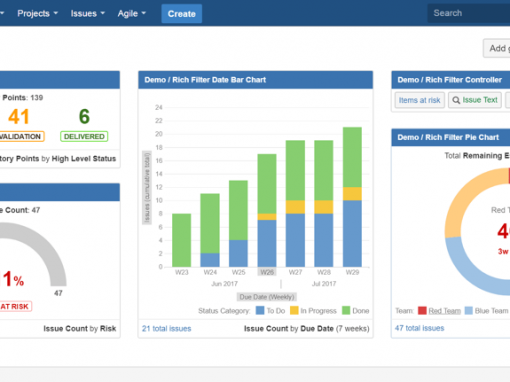 Projects Issues Agile Create Search
Add g
Points: 139
41 6
VALIDATION DELIVERED
tory Points by High Level Status
e Count: 47
1%
47
AT RISK
Issue Count by Risk
Demo / Rich Filter Date Bar Chart
24
22
20
18
16
14
12
10
8
6
4
2
0
Issues (cumulative totals)
W23 W24 W25 W26 W27 W28 W29
Jun 2017 Jul 2017
Due Date (Weekly)
Status Category: To Do In Progress Done
21 total issues Issue Count by Due Date (7 weeks)
Demo / Rich Filter Controller
Items at risk Issue Text
Demo / Rich Filter Pie Chart
Total Remaining E
Red T
4
3w
Team Red Team Blue Team
47 total issues